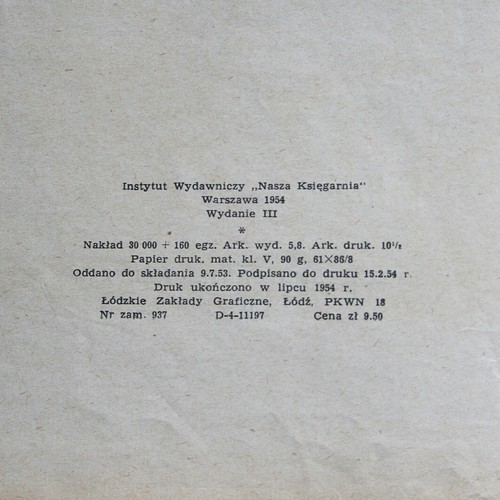 Instytut Wydawniczy „Nasza Księgarnia"
Warszawa 1954
Wydanie III
*
Nakład 30 000 + 160 egz. Ark. wyd. 5,8. Ark. druk. 10¹/₂
Papier druk. mat. kl. V, 90 g, 61×86/8
Oddano do składania 9.7.53. Podpisano do druku 15.2.54 r.
Druk ukończono w lipcu 1954 r.
Łódzkie Zakłady Graficzne, Łódź, PKWN 18
Nr zam. 937 D-4-11197 Cena zł 9.50